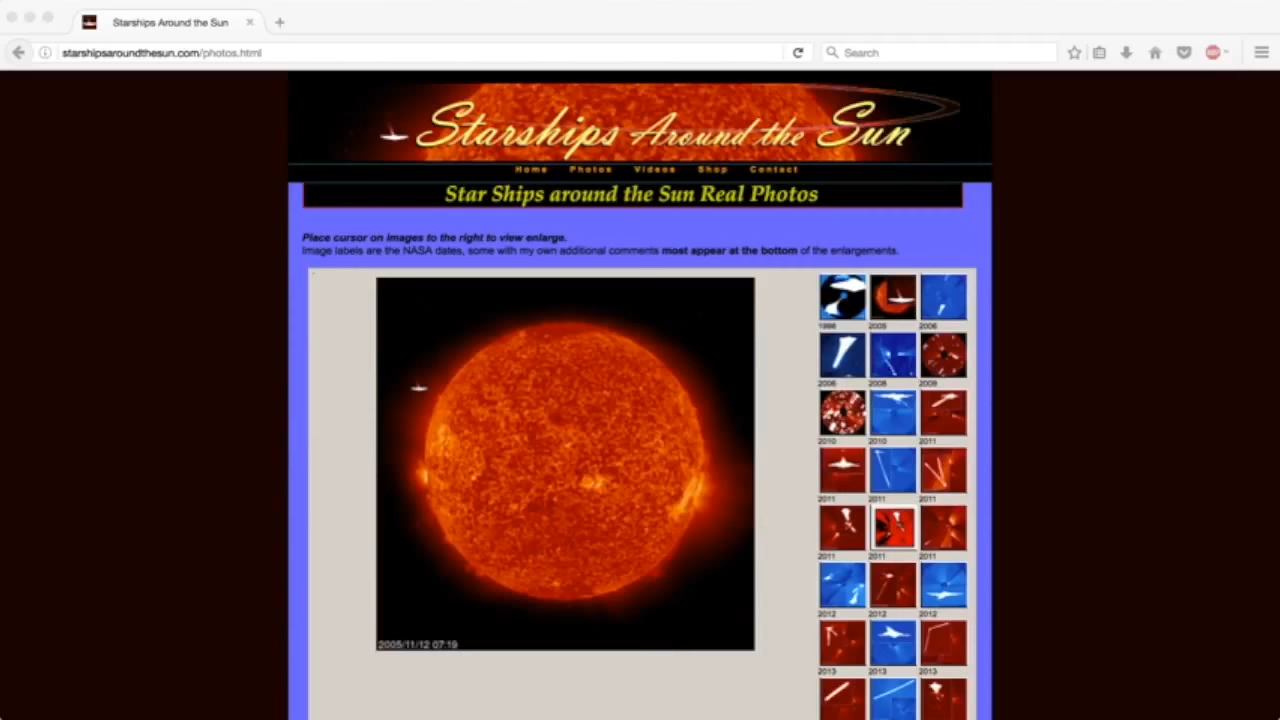 Starships Around the Sun
starshipsaroundthesun.com/photos.html
Search
Starships Around the Sun
Home Photos Videos Shop Contact
Star Ships around the Sun Real Photos
Place cursor on images to the right to view enlarge.
Image labels are the NASA dates, some with my own additional comments most appear at the bottom of the enlargements.
1998 2005 2006
2006 2008 2009
2010 2010 2011
2011 2011 2011
2011 2011 2011
2012 2012 2012
2013 2013 2013
2005/11/12 07:19